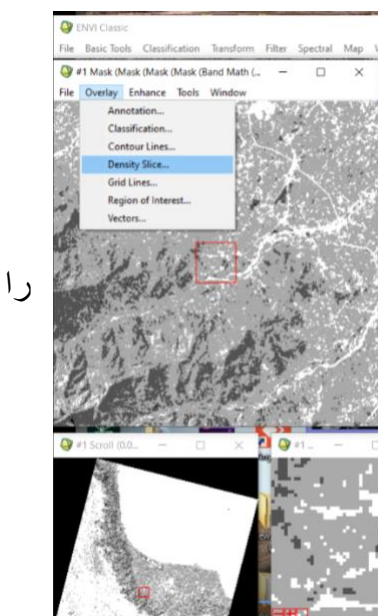 ENVI Classic
File Basic Tools Classification Transform Filter Spectral Map
#1 Mask (Mask (Mask (Mask (Band Math (...
File Overlay Enhance Tools Window
Annotation...
Classification...
Contour Lines...
Density Slice...
Grid Lines...
Region of Interest...
Vectors...
را
#1 Scroll (0.0...
#1 ...